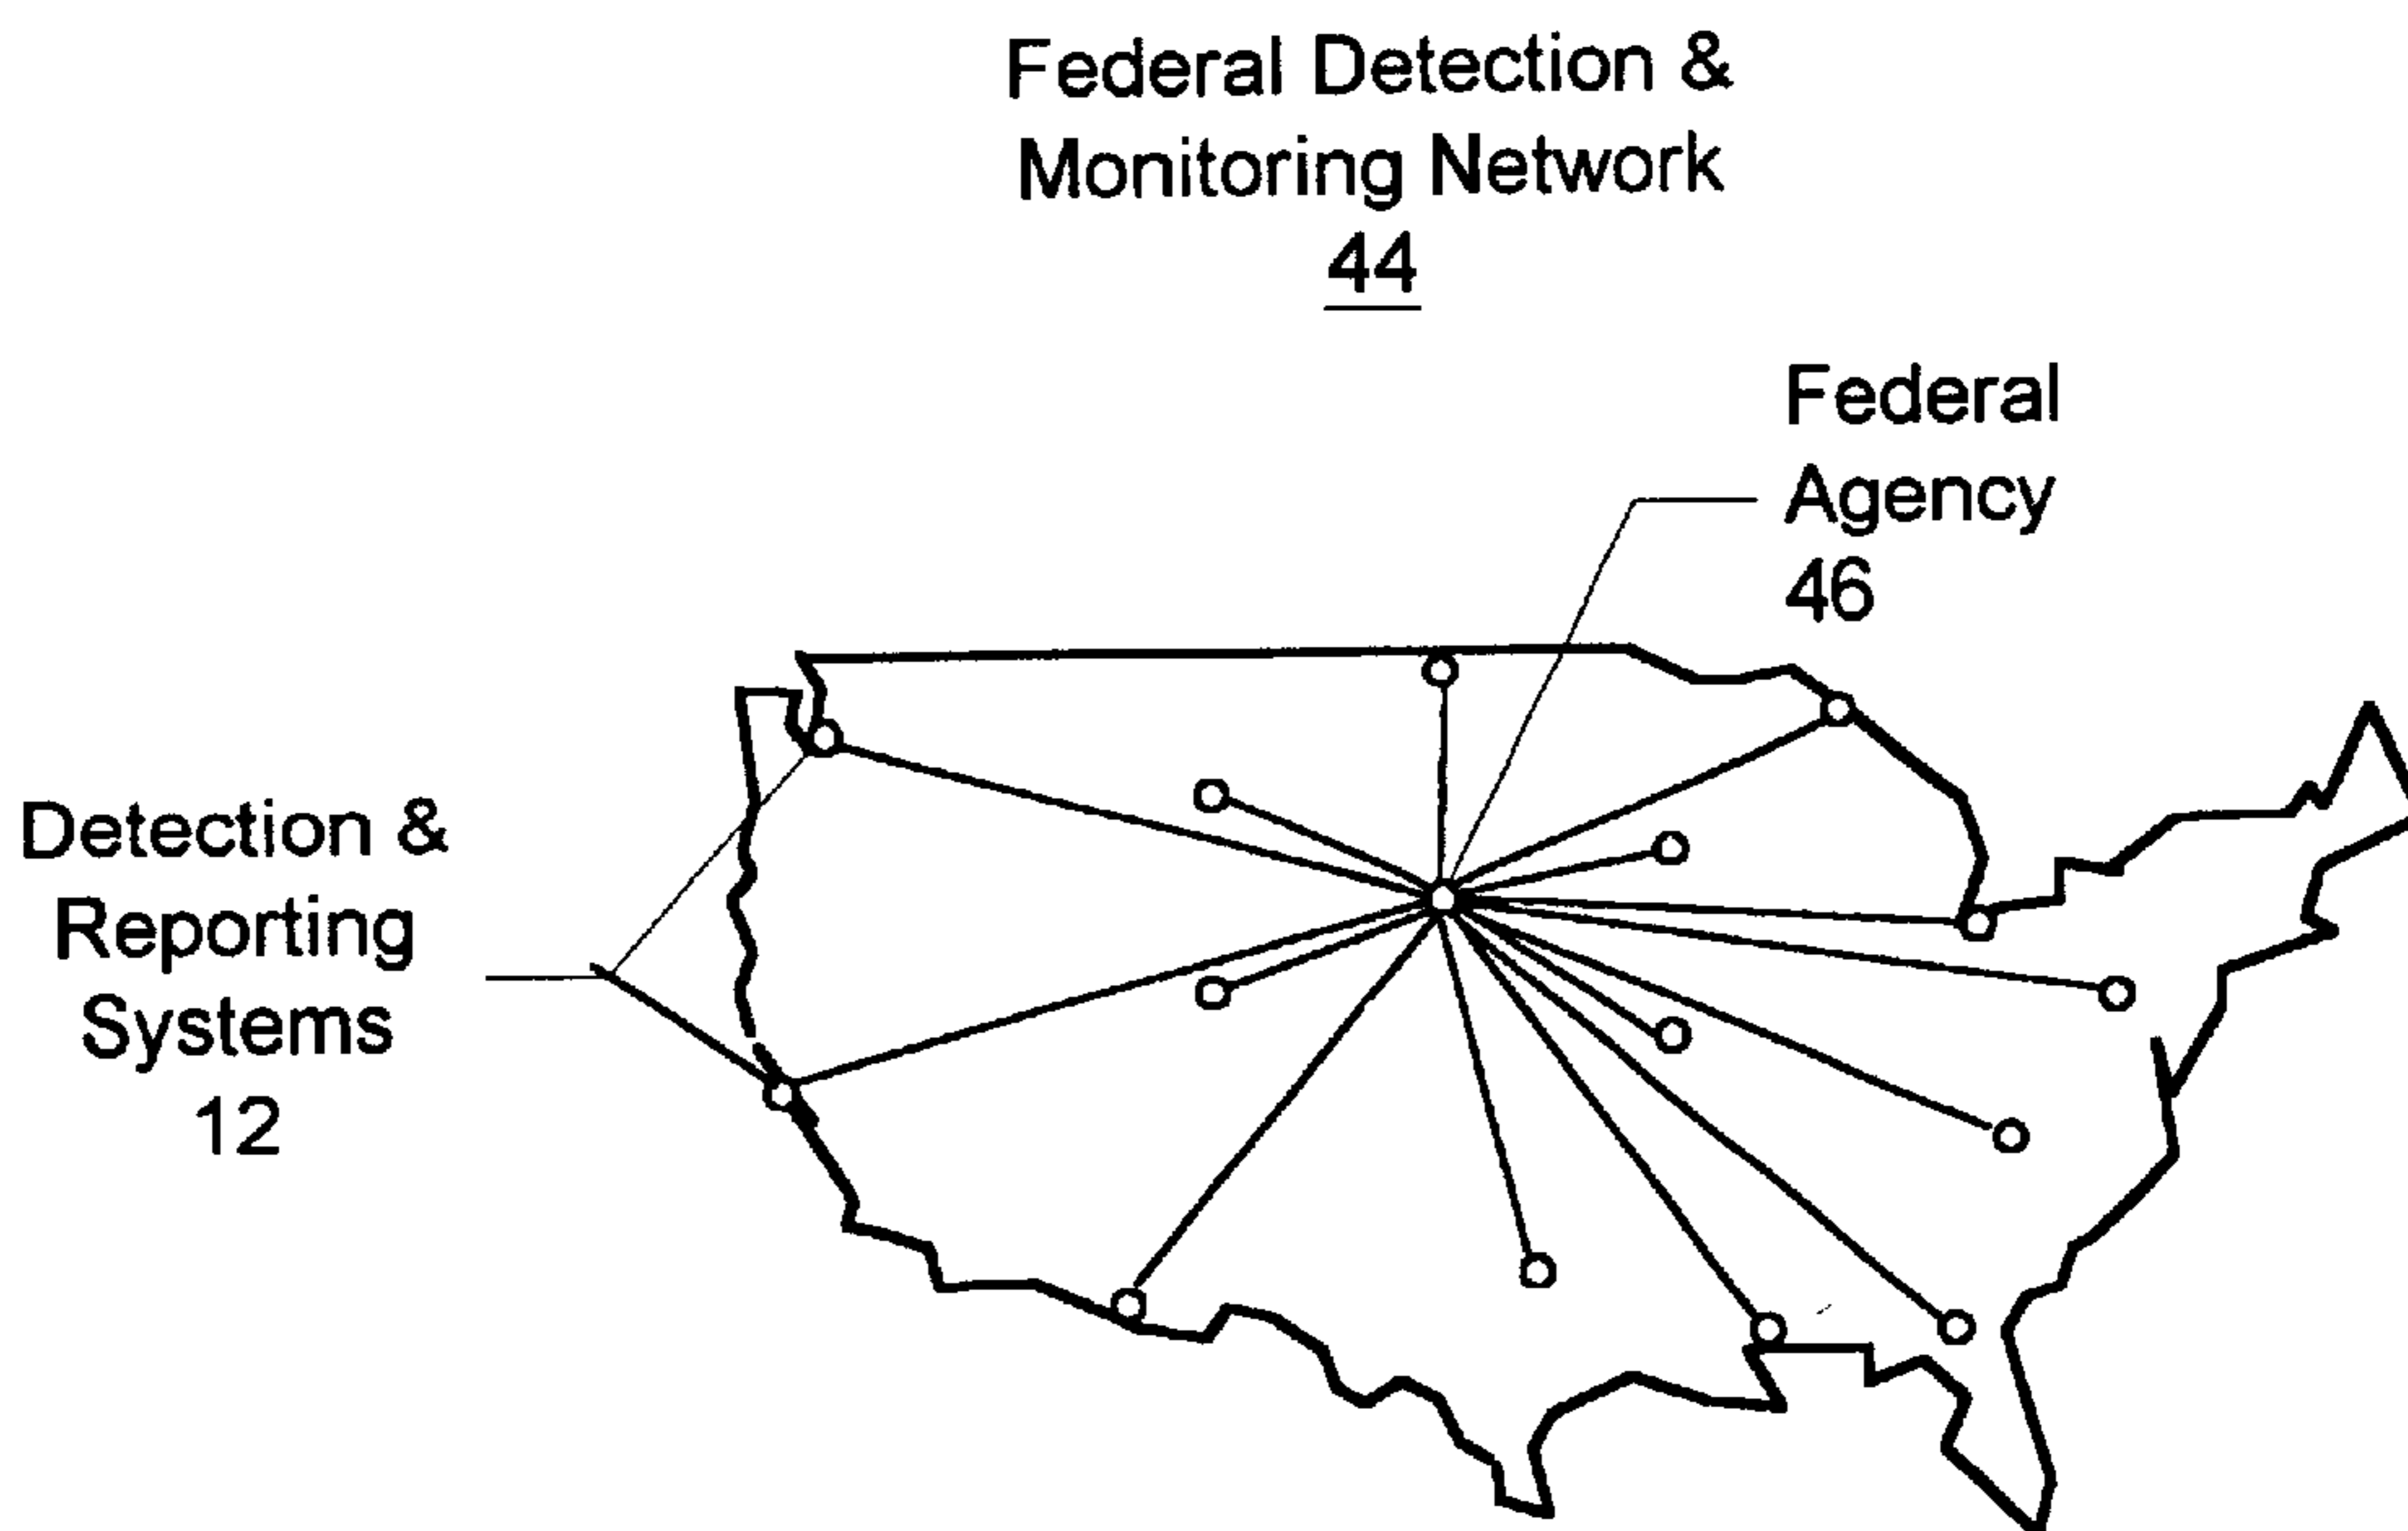 Federal Detection &
Monitoring Network
44
Federal
Agency
46
Detection &
Reporting
Systems
12